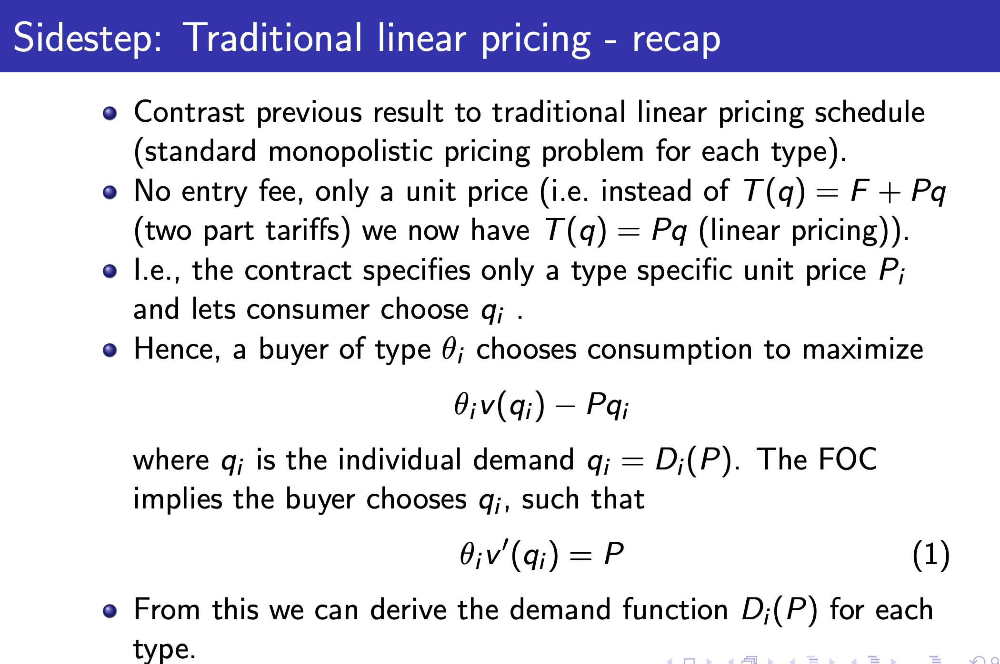 Sidestep: Traditional linear pricing - recap
Contrast previous result to traditional linear pricing schedule
(standard monopolistic pricing problem for each type).
No entry fee, only a unit price (i.e. instead of T(q) = F + Pq
(two part tariffs) we now have T(q) = Pq (linear pricing)).
I.e., the contract specifies only a type specific unit price P_i
and lets consumer choose q_i .
Hence, a buyer of type θ_i chooses consumption to maximize
θ_i v(q_i) − Pq_i
where q_i is the individual demand q_i = D_i(P). The FOC
implies the buyer chooses q_i, such that
θ_i v′(q_i) = P (1)
From this we can derive the demand function D_i(P) for each
type.